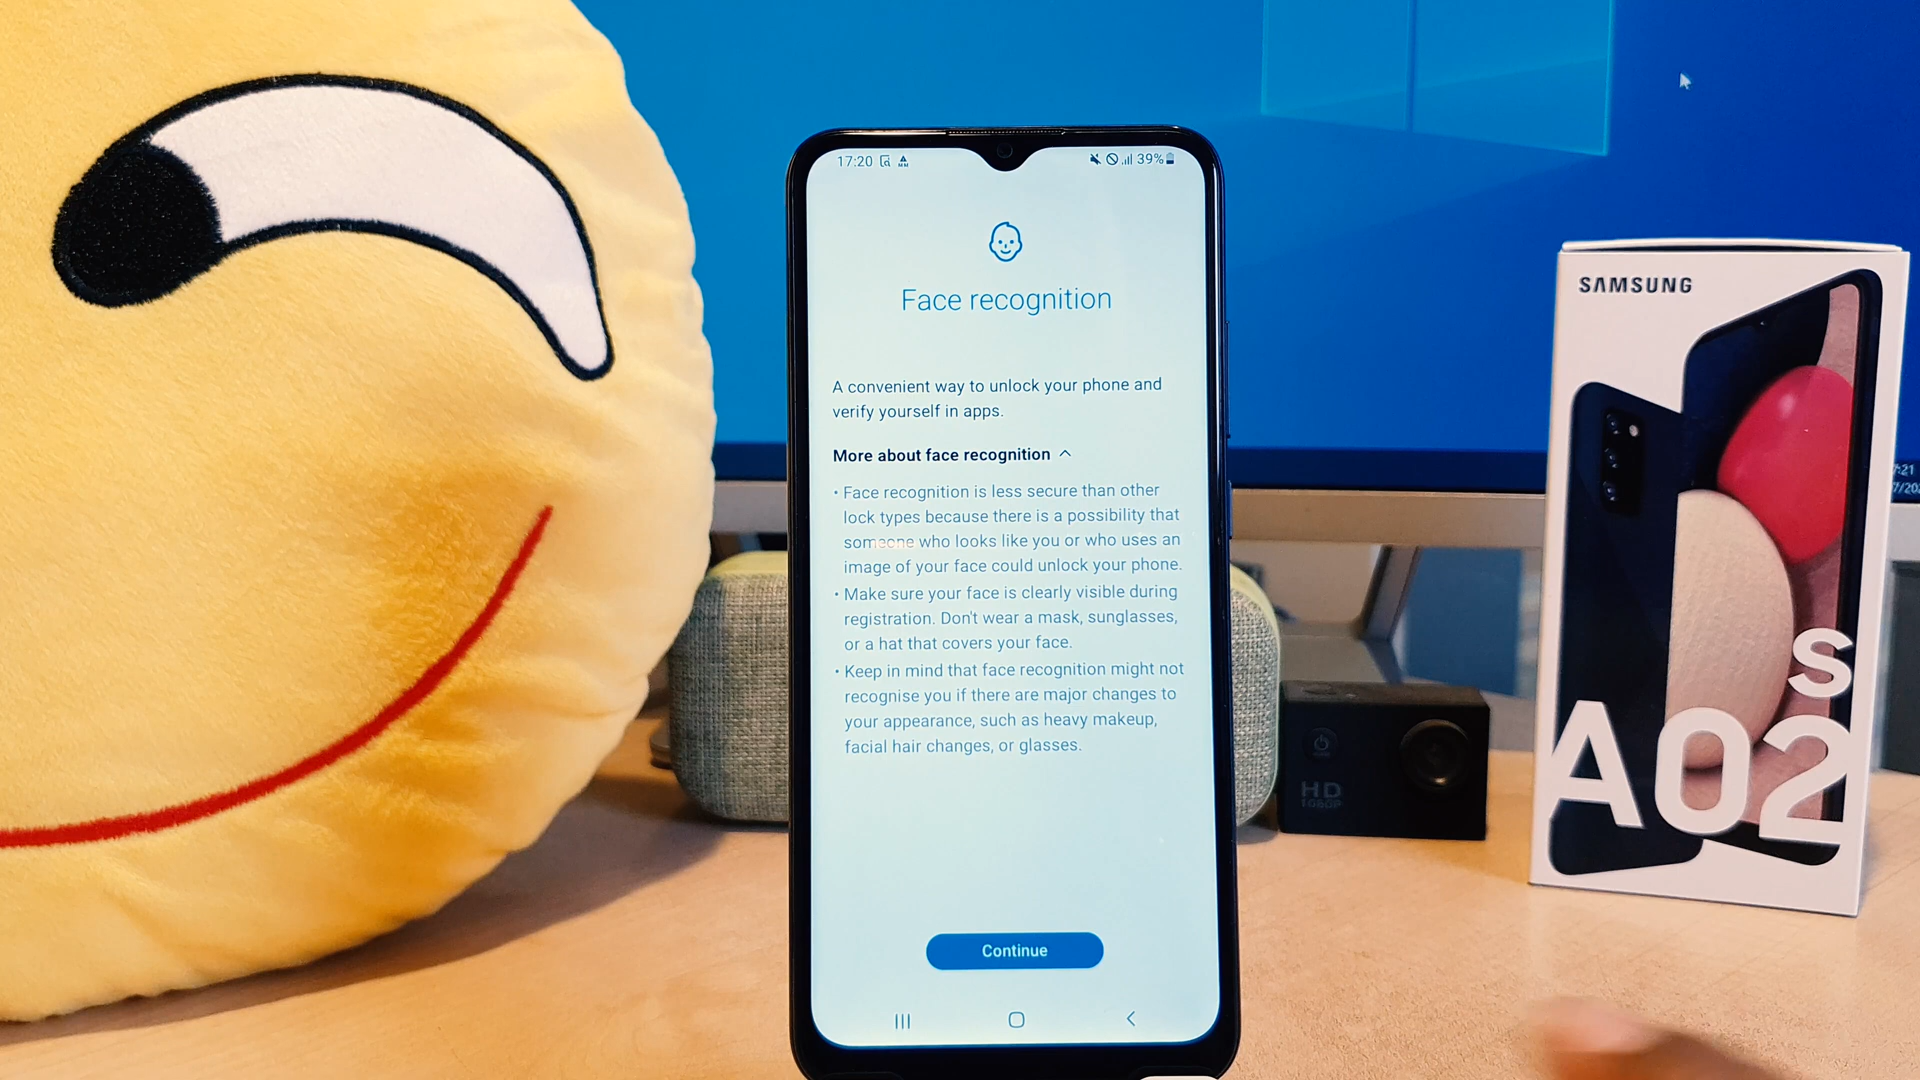 17:20
39%
Face recognition
A convenient way to unlock your phone and
verify yourself in apps.
More about face recognition
• Face recognition is less secure than other
lock types because there is a possibility that
someone who looks like you or who uses an
image of your face could unlock your phone.
• Make sure your face is clearly visible during
registration. Don't wear a mask, sunglasses,
or a hat that covers your face.
• Keep in mind that face recognition might not
recognise you if there are major changes to
your appearance, such as heavy makeup,
facial hair changes, or glasses.
Continue
HD
1080P
SAMSUNG
S
A02